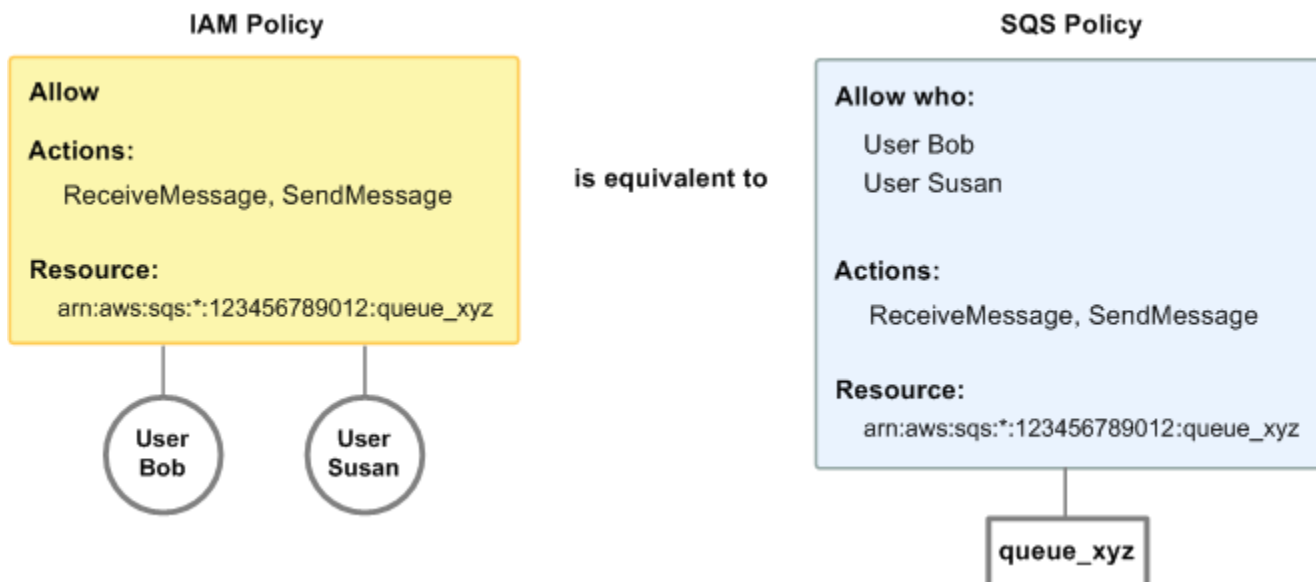 IAM Policy
Allow
Actions:
ReceiveMessage, SendMessage
Resource:
arn:aws:sqs:*:123456789012:queue_xyz
User
Bob
User
Susan
is equivalent to
SQS Policy
Allow who:
User Bob
User Susan
Actions:
ReceiveMessage, SendMessage
Resource:
arn:aws:sqs:*:123456789012:queue_xyz
queue_xyz